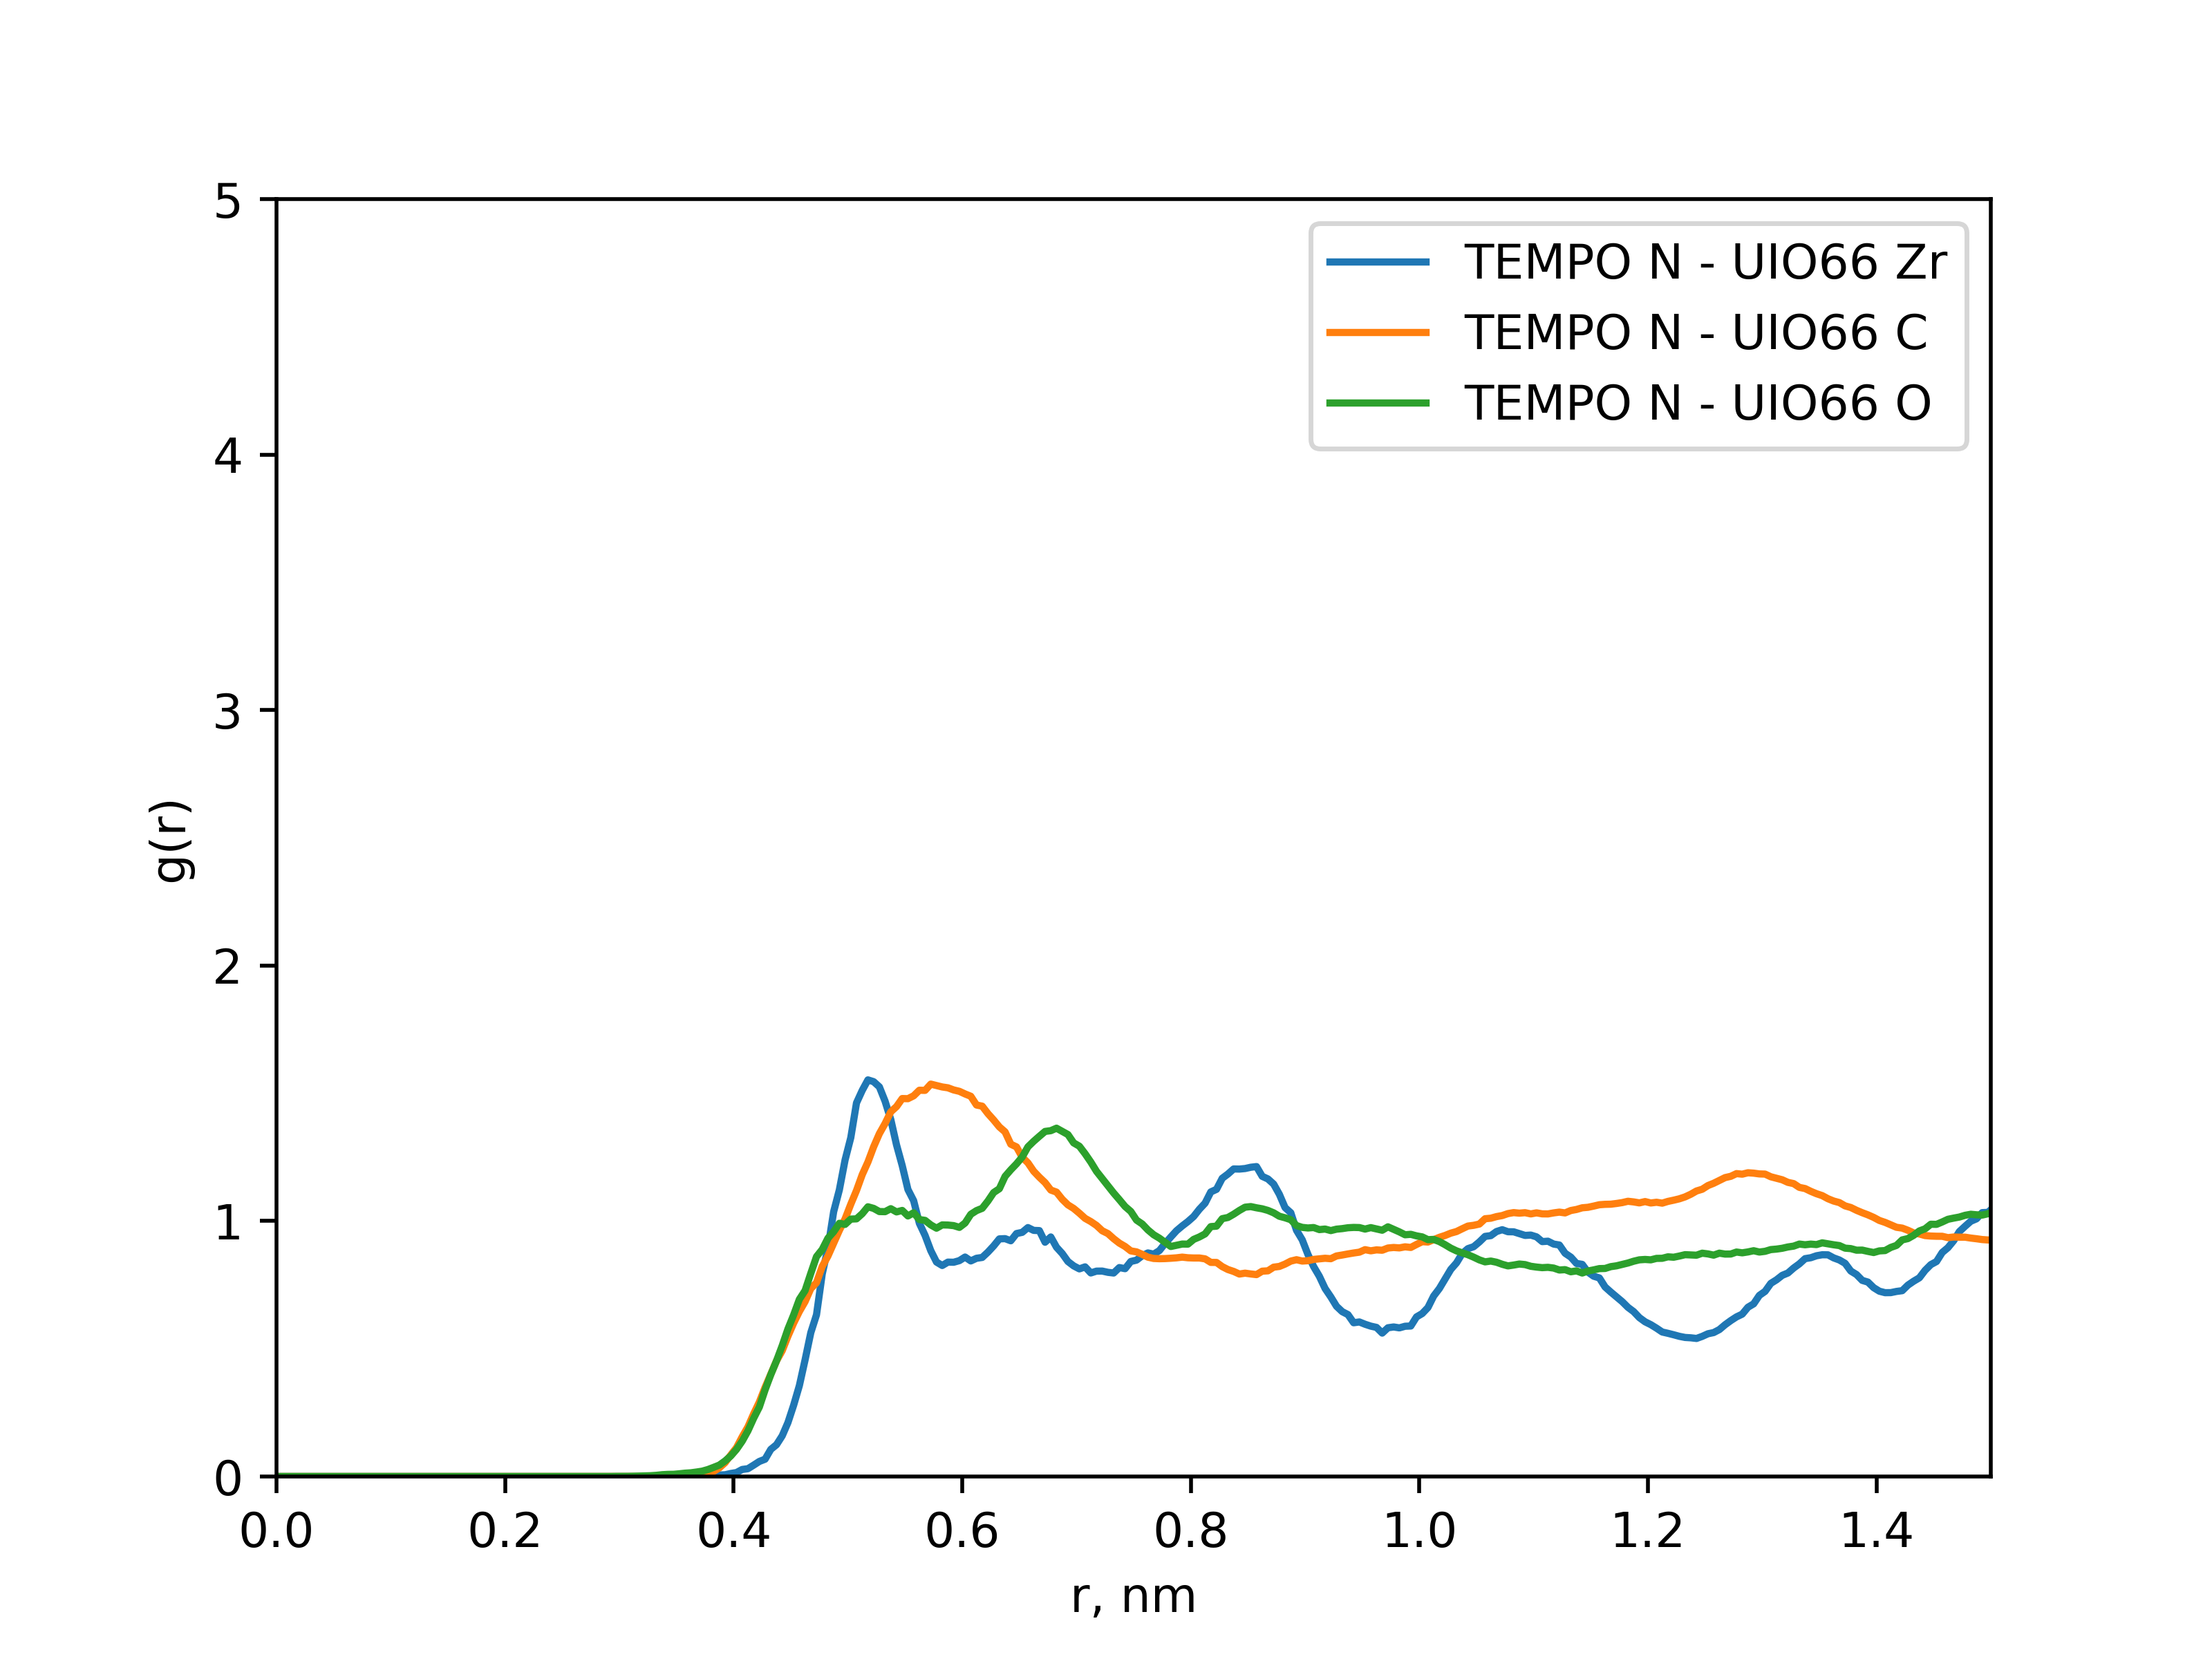 5
4
3
2
1
0
g(r)
TEMPO N - UIO66 Zr
TEMPO N - UIO66 C
TEMPO N - UIO66 O
0.0 0.2 0.4 0.6 0.8 1.0 1.2 1.4
r, nm